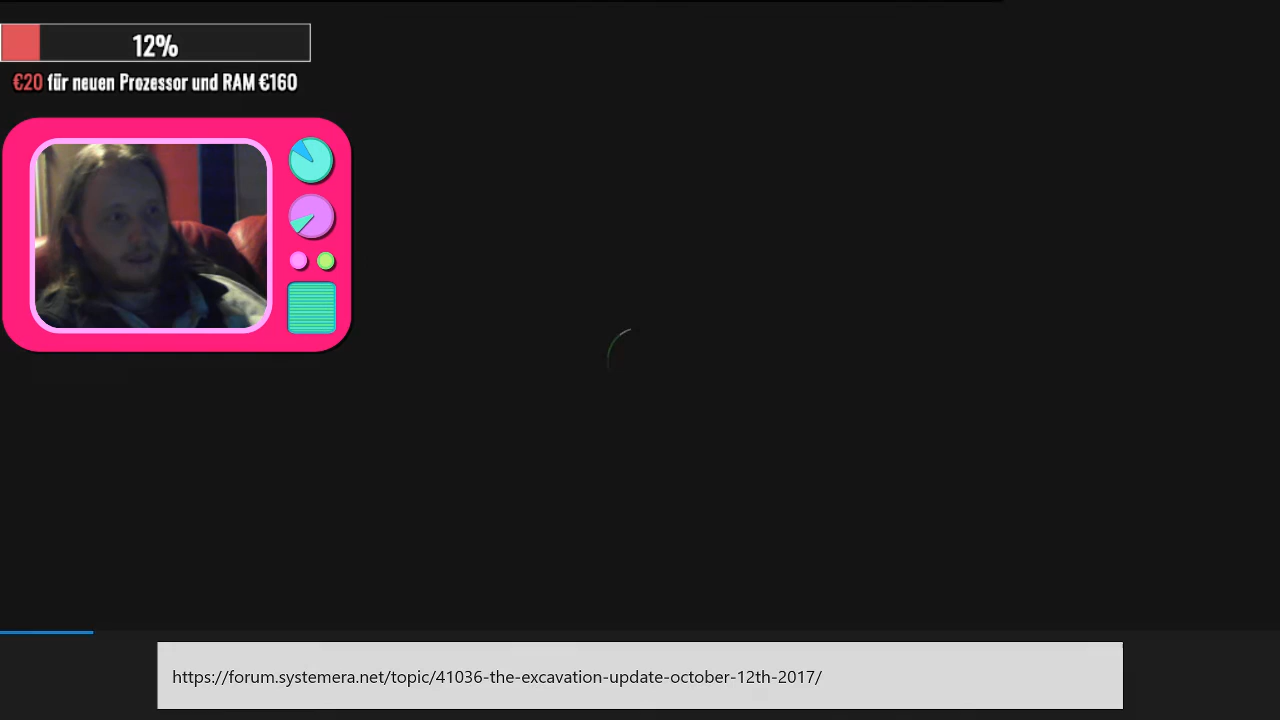 12%
€20 für neuen Prozessor und RAM €160
https://forum.systemera.net/topic/41036-the-excavation-update-october-12th-2017/